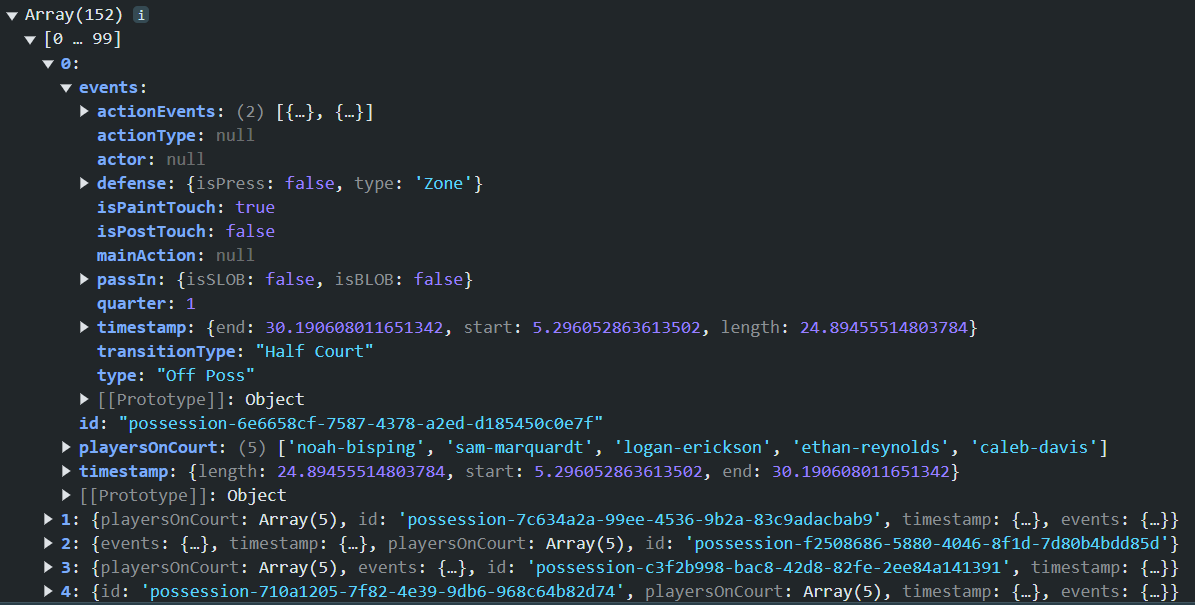 ▼ Array(152) i
▼ [0 … 99]
▼ 0:
▼ events:
▶ actionEvents: (2) [{…}, {…}]
actionType: null
actor: null
▶ defense: {isPress: false, type: 'Zone'}
isPaintTouch: true
isPostTouch: false
mainAction: null
▶ passIn: {isSLOB: false, isBLOB: false}
quarter: 1
▶ timestamp: {end: 30.190608011651342, start: 5.296052863613502, length: 24.89455514803784}
transitionType: "Half Court"
type: "Off Poss"
▶ [[Prototype]]: Object
id: "possession-6e6658cf-7587-4378-a2ed-d185450c0e7f"
▶ playersOnCourt: (5) ['noah-bisping', 'sam-marquardt', 'logan-erickson', 'ethan-reynolds', 'caleb-davis']
▶ timestamp: {length: 24.89455514803784, start: 5.296052863613502, end: 30.190608011651342}
▶ [[Prototype]]: Object
▶ 1: {playersOnCourt: Array(5), id: 'possession-7c634a2a-99ee-4536-9b2a-83c9adacbab9', timestamp: {…}, events: {…}}
▶ 2: {events: {…}, timestamp: {…}, playersOnCourt: Array(5), id: 'possession-f2508686-5880-4046-8f1d-7d80b4bdd85d'}
▶ 3: {playersOnCourt: Array(5), events: {…}, id: 'possession-c3f2b998-bac8-42d8-82fe-2ee84a141391', timestamp: {…}}
▶ 4: {id: 'possession-710a1205-7f82-4e39-9db6-968c64b82d74', playersOnCourt: Array(5), timestamp: {…}, events: {…}}